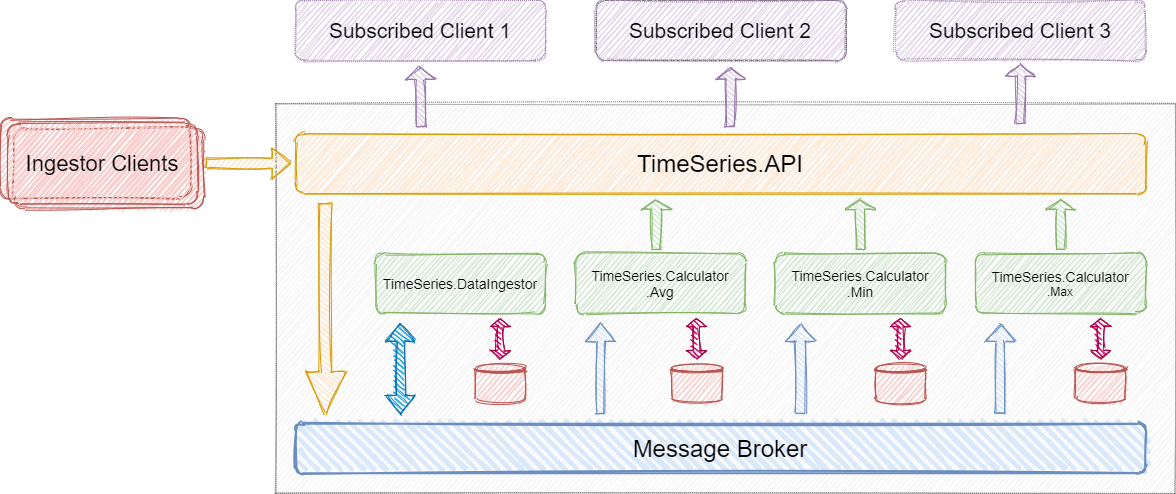 Subscribed Client 1
Subscribed Client 2
Subscribed Client 3
Ingestor Clients
TimeSeries.API
TimeSeries.DataIngestor
TimeSeries.Calculator
.Avg
TimeSeries.Calculator
.Min
TimeSeries.Calculator
.Max
Message Broker